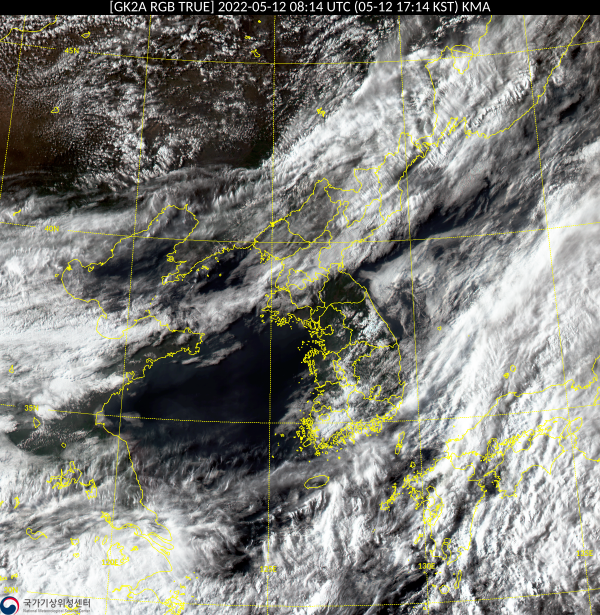 [GK2A RGB TRUE] 2022-05-12 08:14 UTC (05-12 17:14 KST) KMA
국가기상위성센터
National Meteorological Satellite Center